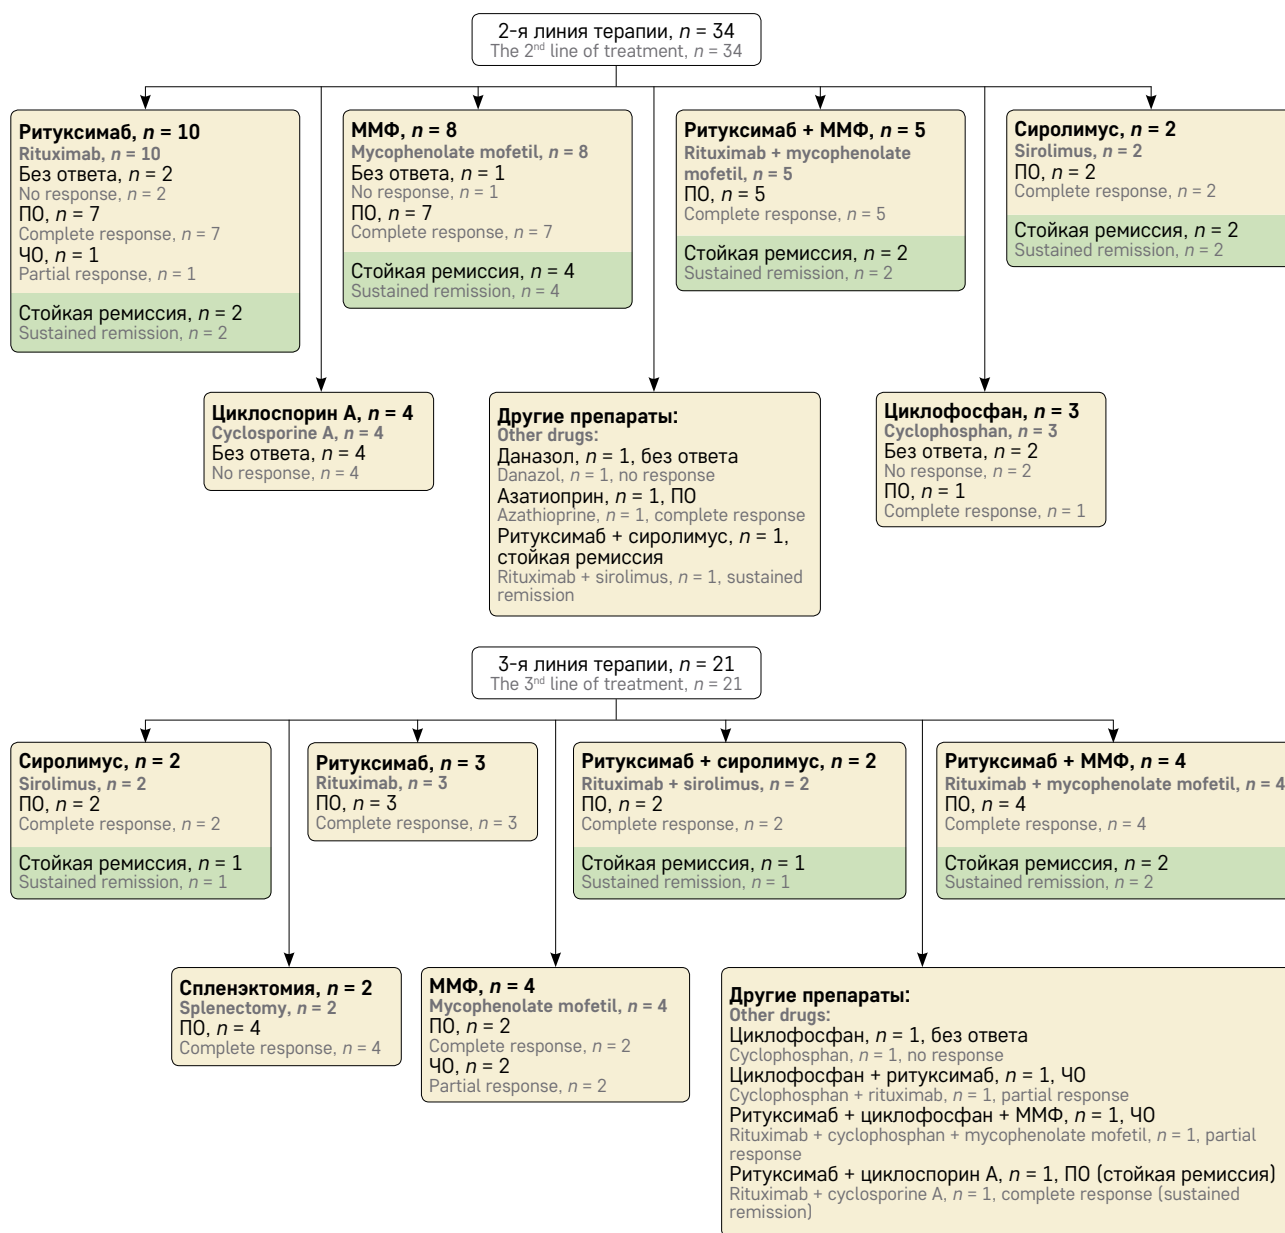 2-я линия терапии, n = 34
The 2nd line of treatment, n = 34
Ритуксимаб, n = 10
Rituximab, n = 10
Без ответа, n = 2
No response, n = 2
ПО, n = 7
Complete response, n = 7
ЧО, n = 1
Partial response, n = 1
Стойкая ремиссия, n = 2
Sustained remission, n = 2
ММФ, n = 8
Mycophenolate mofetil, n = 8
Без ответа, n = 1
No response, n = 1
ПО, n = 7
Complete response, n = 7
Стойкая ремиссия, n = 4
Sustained remission, n = 4
Ритуксимаб + ММФ, n = 5
Rituximab + mycophenolate
mofetil, n = 5
ПО, n = 5
Complete response, n = 5
Стойкая ремиссия, n = 2
Sustained remission, n = 2
Сиролимус, n = 2
Sirolimus, n = 2
ПО, n = 2
Complete response, n = 2
Стойкая ремиссия, n = 2
Sustained remission, n = 2
Циклоспорин А, n = 4
Cyclosporine A, n = 4
Без ответа, n = 4
No response, n = 4
Другие препараты:
Other drugs:
Даназол, n = 1, без ответа
Danazol, n = 1, no response
Азатиоприн, n = 1, ПО
Azathioprine, n = 1, complete response
Ритуксимаб + сиролимус, n = 1,
стойкая ремиссия
Rituximab + sirolimus, n = 1, sustained
remission
Циклофосфан, n = 3
Cyclophosphan, n = 3
Без ответа, n = 2
No response, n = 2
ПО, n = 1
Complete response, n = 1
3-я линия терапии, n = 21
The 3nd line of treatment, n = 21
Сиролимус, n = 2
Sirolimus, n = 2
ПО, n = 2
Complete response, n = 2
Стойкая ремиссия, n = 1
Sustained remission, n = 1
Ритуксимаб, n = 3
Rituximab, n = 3
ПО, n = 3
Complete response, n = 3
Ритуксимаб + сиролимус, n = 2
Rituximab + sirolimus, n = 2
ПО, n = 2
Complete response, n = 2
Стойкая ремиссия, n = 1
Sustained remission, n = 1
Ритуксимаб + ММФ, n = 4
Rituximab + mycophenolate mofetil, n = 4
ПО, n = 4
Complete response, n = 4
Стойкая ремиссия, n = 2
Sustained remission, n = 2
Спленэктомия, n = 2
Splenectomy, n = 2
ПО, n = 4
Complete response, n = 4
ММФ, n = 4
Mycophenolate mofetil, n = 4
ПО, n = 2
Complete response, n = 2
ЧО, n = 2
Partial response, n = 2
Другие препараты:
Other drugs:
Циклофосфан, n = 1, без ответа
Cyclophosphan, n = 1, no response
Циклофосфан + ритуксимаб, n = 1, ЧО
Cyclophosphan + rituximab, n = 1, partial response
Ритуксимаб + циклофосфан + ММФ, n = 1, ЧО
Rituximab + cyclophosphan + mycophenolate mofetil, n = 1, partial
response
Ритуксимаб + циклоспорин А, n = 1, ПО (стойкая ремиссия)
Rituximab + cyclosporine A, n = 1, complete response (sustained
remission)